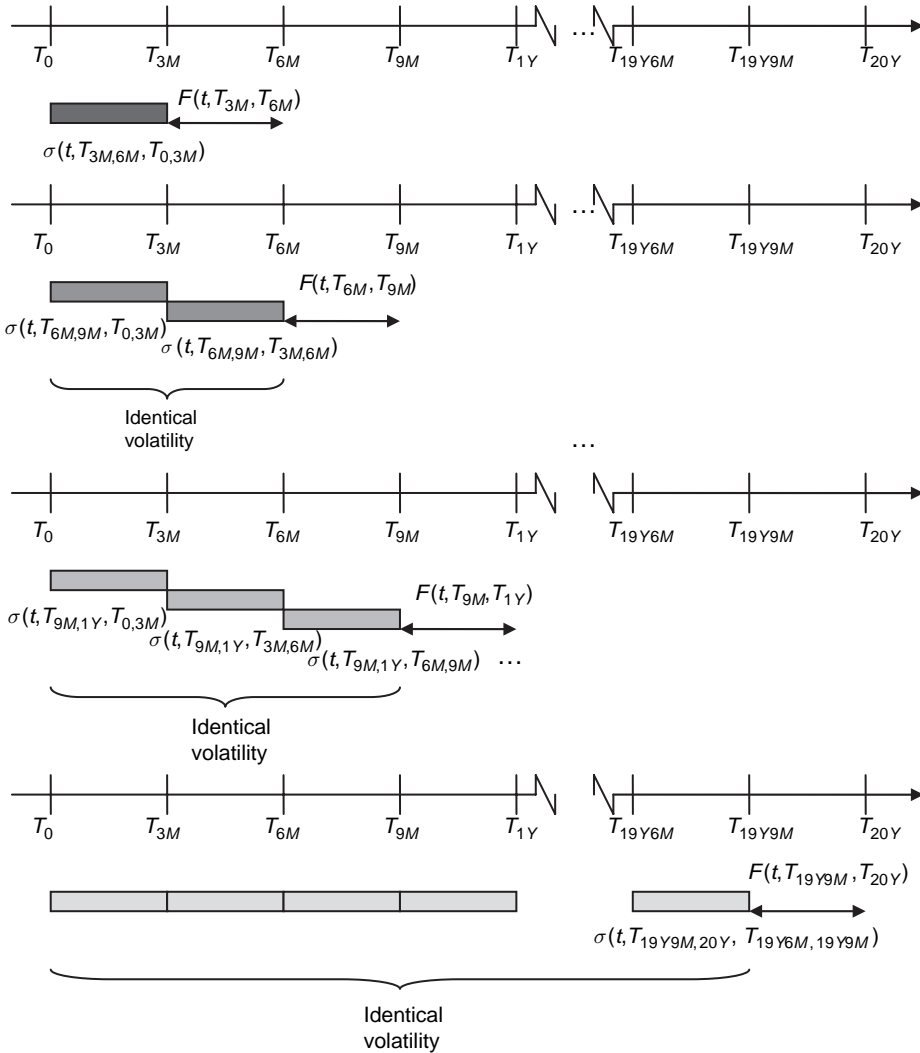 ...
T0 T3M T6M T9M T1Y T19Y6M T19Y9M T20Y
F(t,T3M,T6M)
σ(t,T3M,6M,T0,3M)
...
T0 T3M T6M T9M T1Y T19Y6M T19Y9M T20Y
F(t,T6M,T9M)
σ(t,T6M,9M,T0,3M)
σ(t,T6M,9M,T3M,6M)
Identical
volatility
...
T0 T3M T6M T9M T1Y T19Y6M T19Y9M T20Y
F(t,T9M,T1Y)
σ(t,T9M,1Y,T0,3M)
σ(t,T9M,1Y,T3M,6M)
σ(t,T9M,1Y,T6M,9M) ...
Identical
volatility
T0 T3M T6M T9M T1Y T19Y6M T19Y9M T20Y
F(t,T19Y9M,T20Y)
σ(t,T19Y9M,20Y, T19Y6M,19Y9M)
Identical
volatility